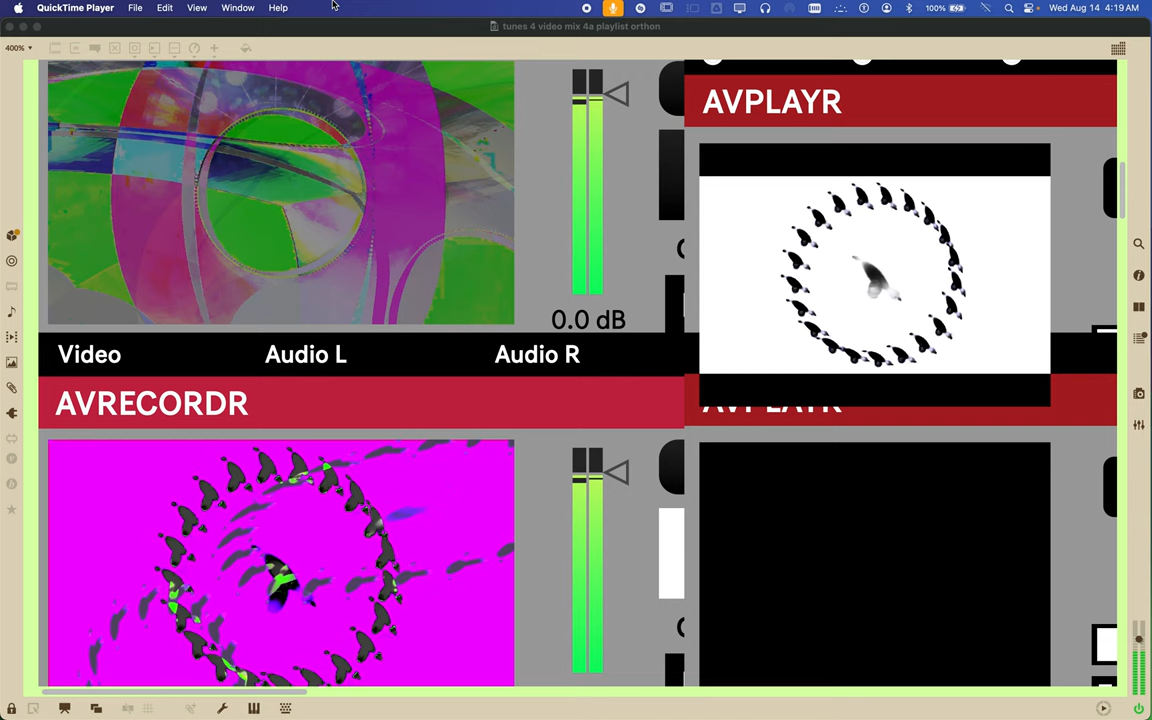 QuickTime Player File Edit View Window Help 100% Wed Aug 14 4:19 AM
tunes 4 video mix 4a playlist orthon
400%
AVPLAYR
0.0 dB
Video Audio L Audio R
AVRECORDR
AVPLAYR